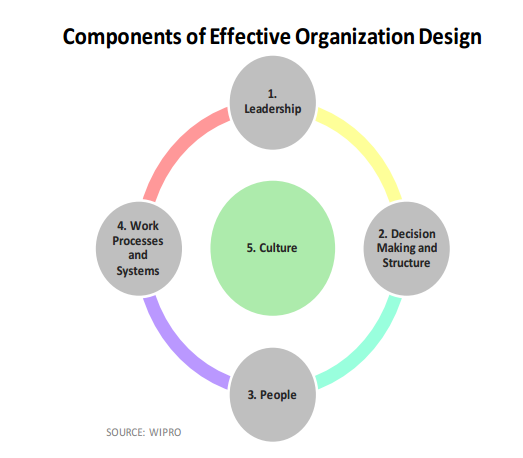 Components of Effective Organization Design
1.
Leadership
2. Decision
Making and
Structure
3. People
4. Work
Processes
and
Systems
5. Culture
SOURCE: WIPRO